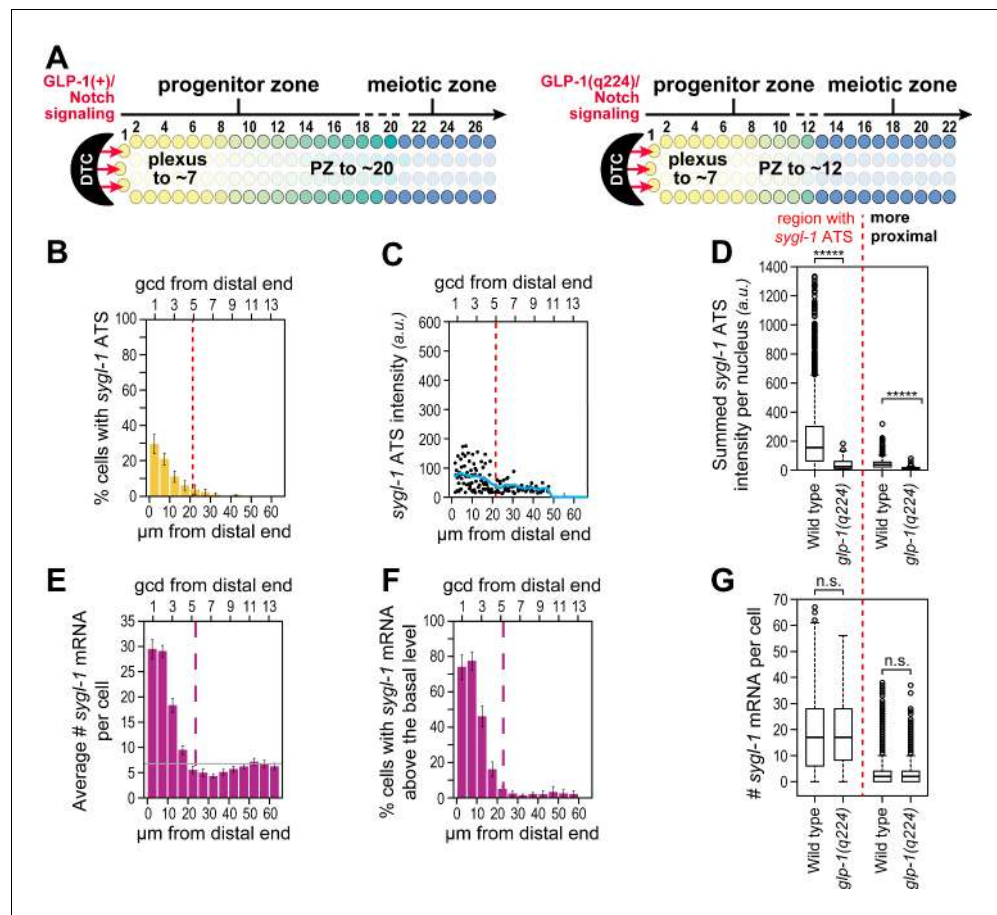 A
GLP-1(+)/
Notch
signaling
progenitor zone
meiotic zone
1 2 4 6 8 10 12 14 16 18 20 22 24 26
DTC
plexus
to ~7
PZ to ~20
GLP-1(q224)/
Notch
signaling
progenitor zone
meiotic zone
1 2 4 6 8 10 12 14 16 18 20 22
DTC
plexus
to ~7
PZ to ~12
B
gcd from distal end
1 3 5 7 9 11 13
% cells with sygl-1 ATS
100
80
60
40
20
0
0 10 20 30 40 50 60
µm from distal end
C
gcd from distal end
1 3 5 7 9 11 13
sygl-1 ATS intensity (a.u.)
600
500
400
300
200
100
0
0 10 20 30 40 50 60
µm from distal end
region with
sygl-1 ATS
more
proximal
D
Summed sygl-1 ATS
intensity per nucleus (a.u.)
1400
1200
1000
800
600
400
200
0
*****
*****
Wild type
glp-1(q224)
Wild type
glp-1(q224)
E
gcd from distal end
1 3 5 7 9 11 13
Average # sygl-1 mRNA
per cell
35
30
25
20
15
10
5
0
0 10 20 30 40 50 60
µm from distal end
F
gcd from distal end
1 3 5 7 9 11 13
% cells with sygl-1 mRNA
above the basal level
100
80
60
40
20
0
0 10 20 30 40 50 60
µm from distal end
G
# sygl-1 mRNA per cell
70
60
50
40
30
20
10
0
n.s.
n.s.
Wild type
glp-1(q224)
Wild type
glp-1(q224)